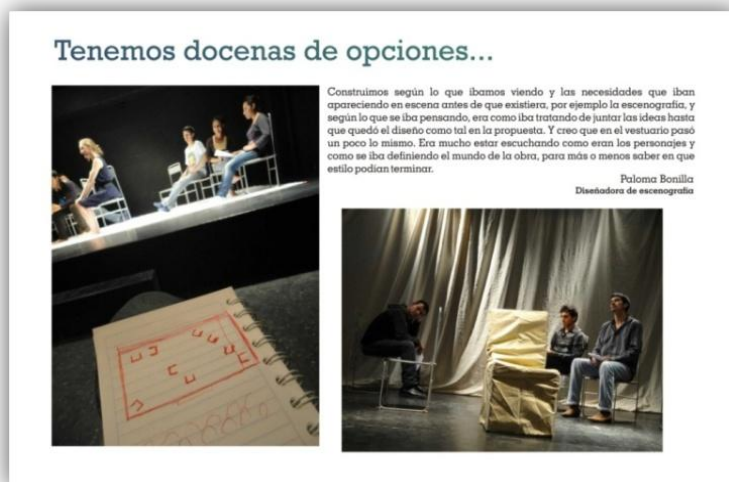 Tenemos docenas de opciones...
Construimos según lo que ibamos viendo y las necesidades que iban
apareciendo en escena antes de que existiera, por ejemplo la escenografia, y
según lo que se iba pensando, era como iba tratando de juntar las ideas hasta
que quedó el diseño como tal en la propuesta. Y creo que en el vestuario pasó
un poco lo mismo. Era mucho estar escuchando como eran los personajes y
como se iba definiendo el mundo de la obra, para más o menos saber en que
estilo podian terminar.
Paloma Bonilla
Diseñadora de escenografia